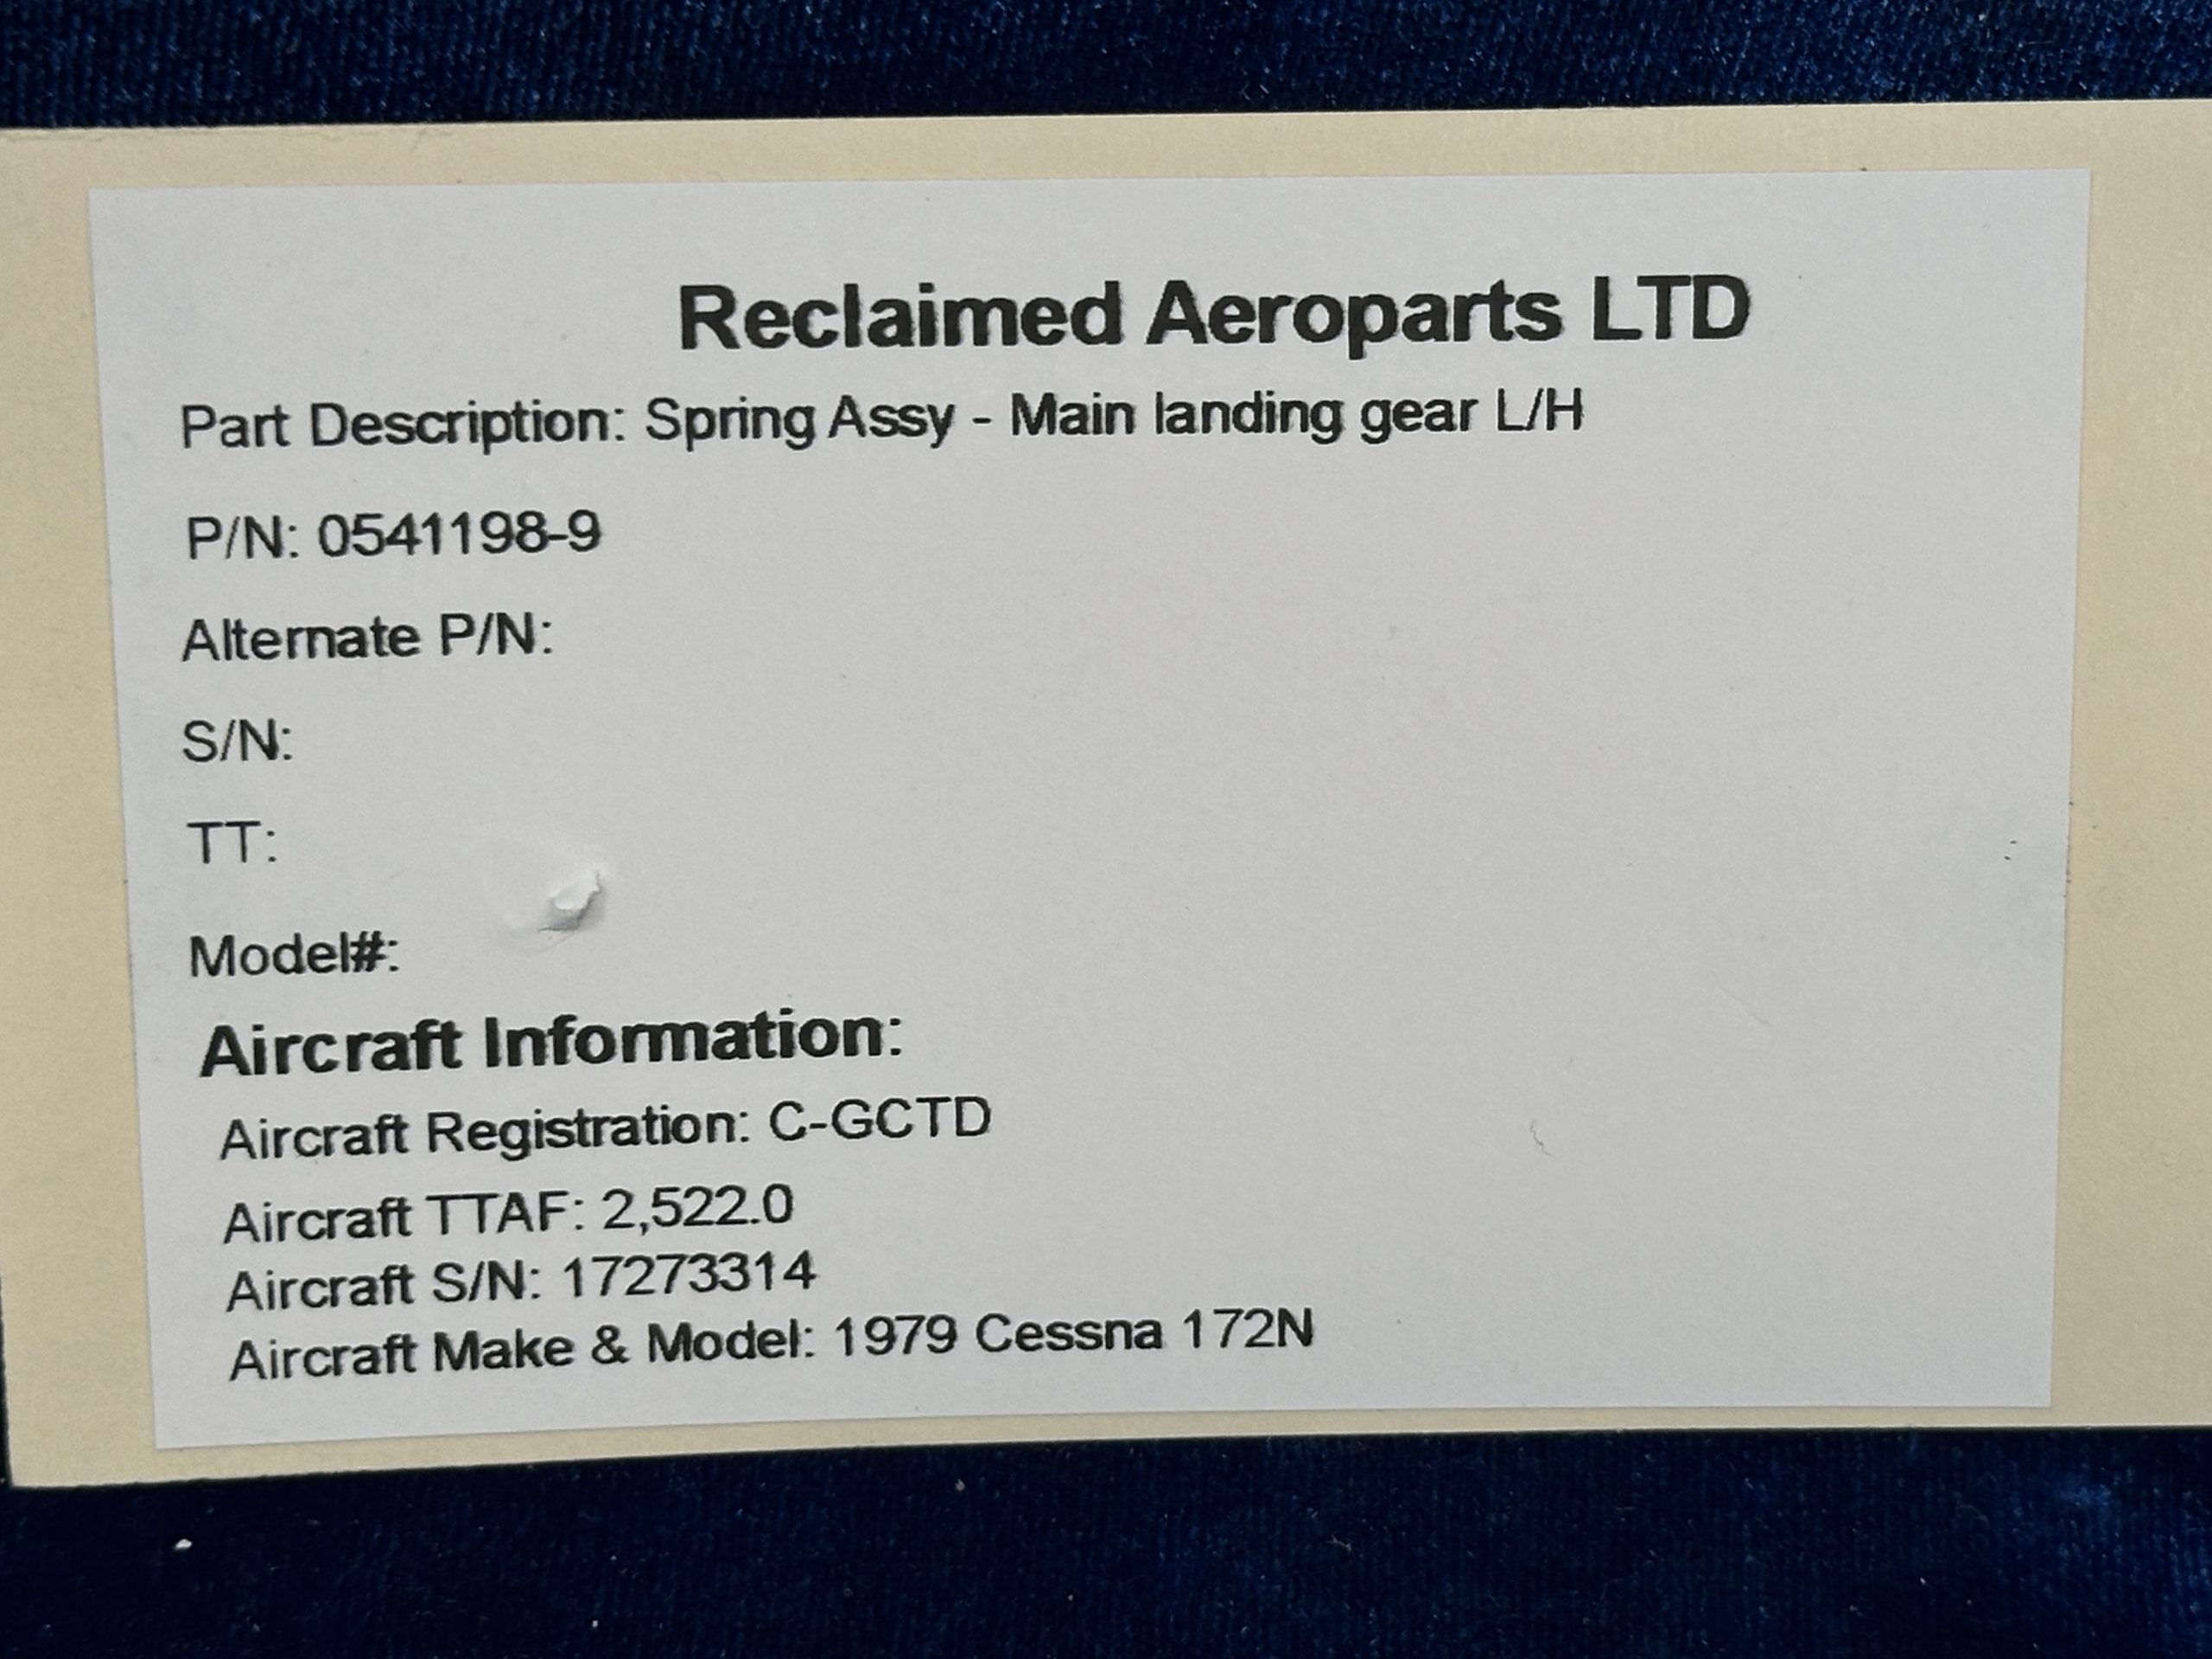 Reclaimed Aeroparts LTD
Part Description: Spring Assy - Main landing gear L/H
P/N: 0541198-9
Alternate P/N:
S/N:
TT:
Model#:
Aircraft Information:
Aircraft Registration: C-GCTD
Aircraft TTAF: 2,522.0
Aircraft S/N: 17273314
Aircraft Make & Model: 1979 Cessna 172N